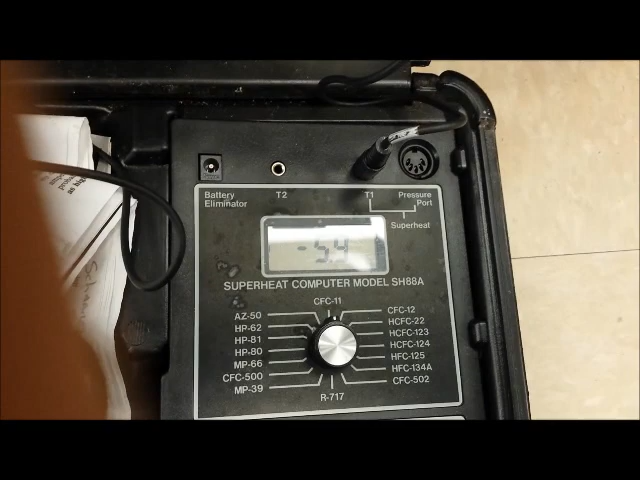 Battery
Eliminator
T2
T1
Pressure
Port
Superheat
-5.4
SUPERHEAT COMPUTER MODEL SH88A
CFC-11
AZ-50
HP-62
HP-81
HP-80
MP-66
CFC-500
MP-39
CFC-12
HCFC-22
HCFC-123
HCFC-124
HFC-125
HFC-134A
CFC-502
R-717
as hig